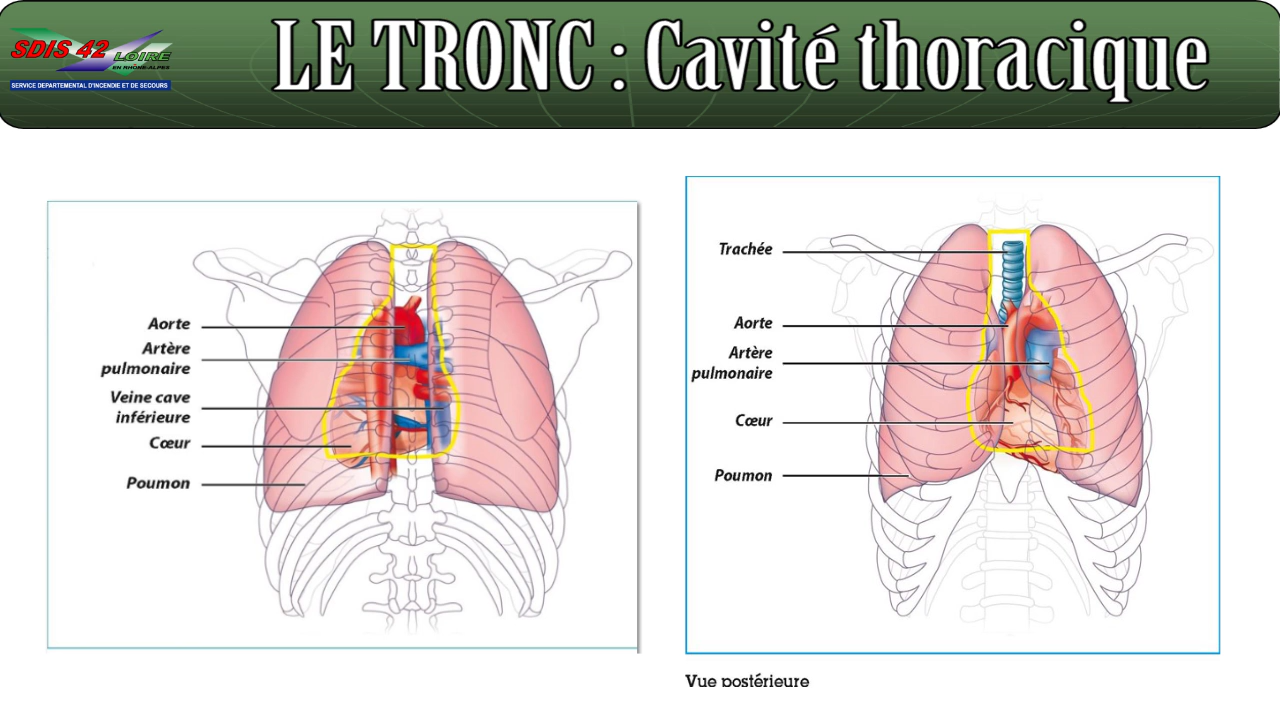 SDIS 42
LOIRE
EN RHÔNE-ALPES
SERVICE DEPARTEMENTAL D'INCENDIE ET DE SECOURS
LE TRONC : Cavité thoracique
Aorte
Artère
pulmonaire
Veine cave
inférieure
Cœur
Poumon
Trachée
Aorte
Artère
pulmonaire
Cœur
Poumon
Vue postérieure